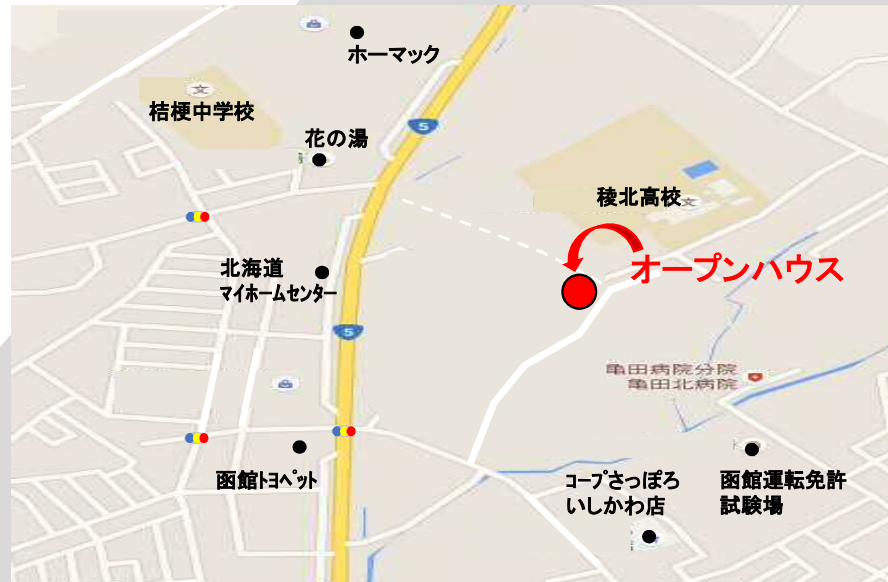 ホーマック
桔梗中学校
5
花の湯
稜北高校
北海道
マイホームセンター
オープンハウス
5
亀田病院分院
亀田北病院
函館トヨペット
コープさっぽろ
いしかわ店
函館運転免許
試験場